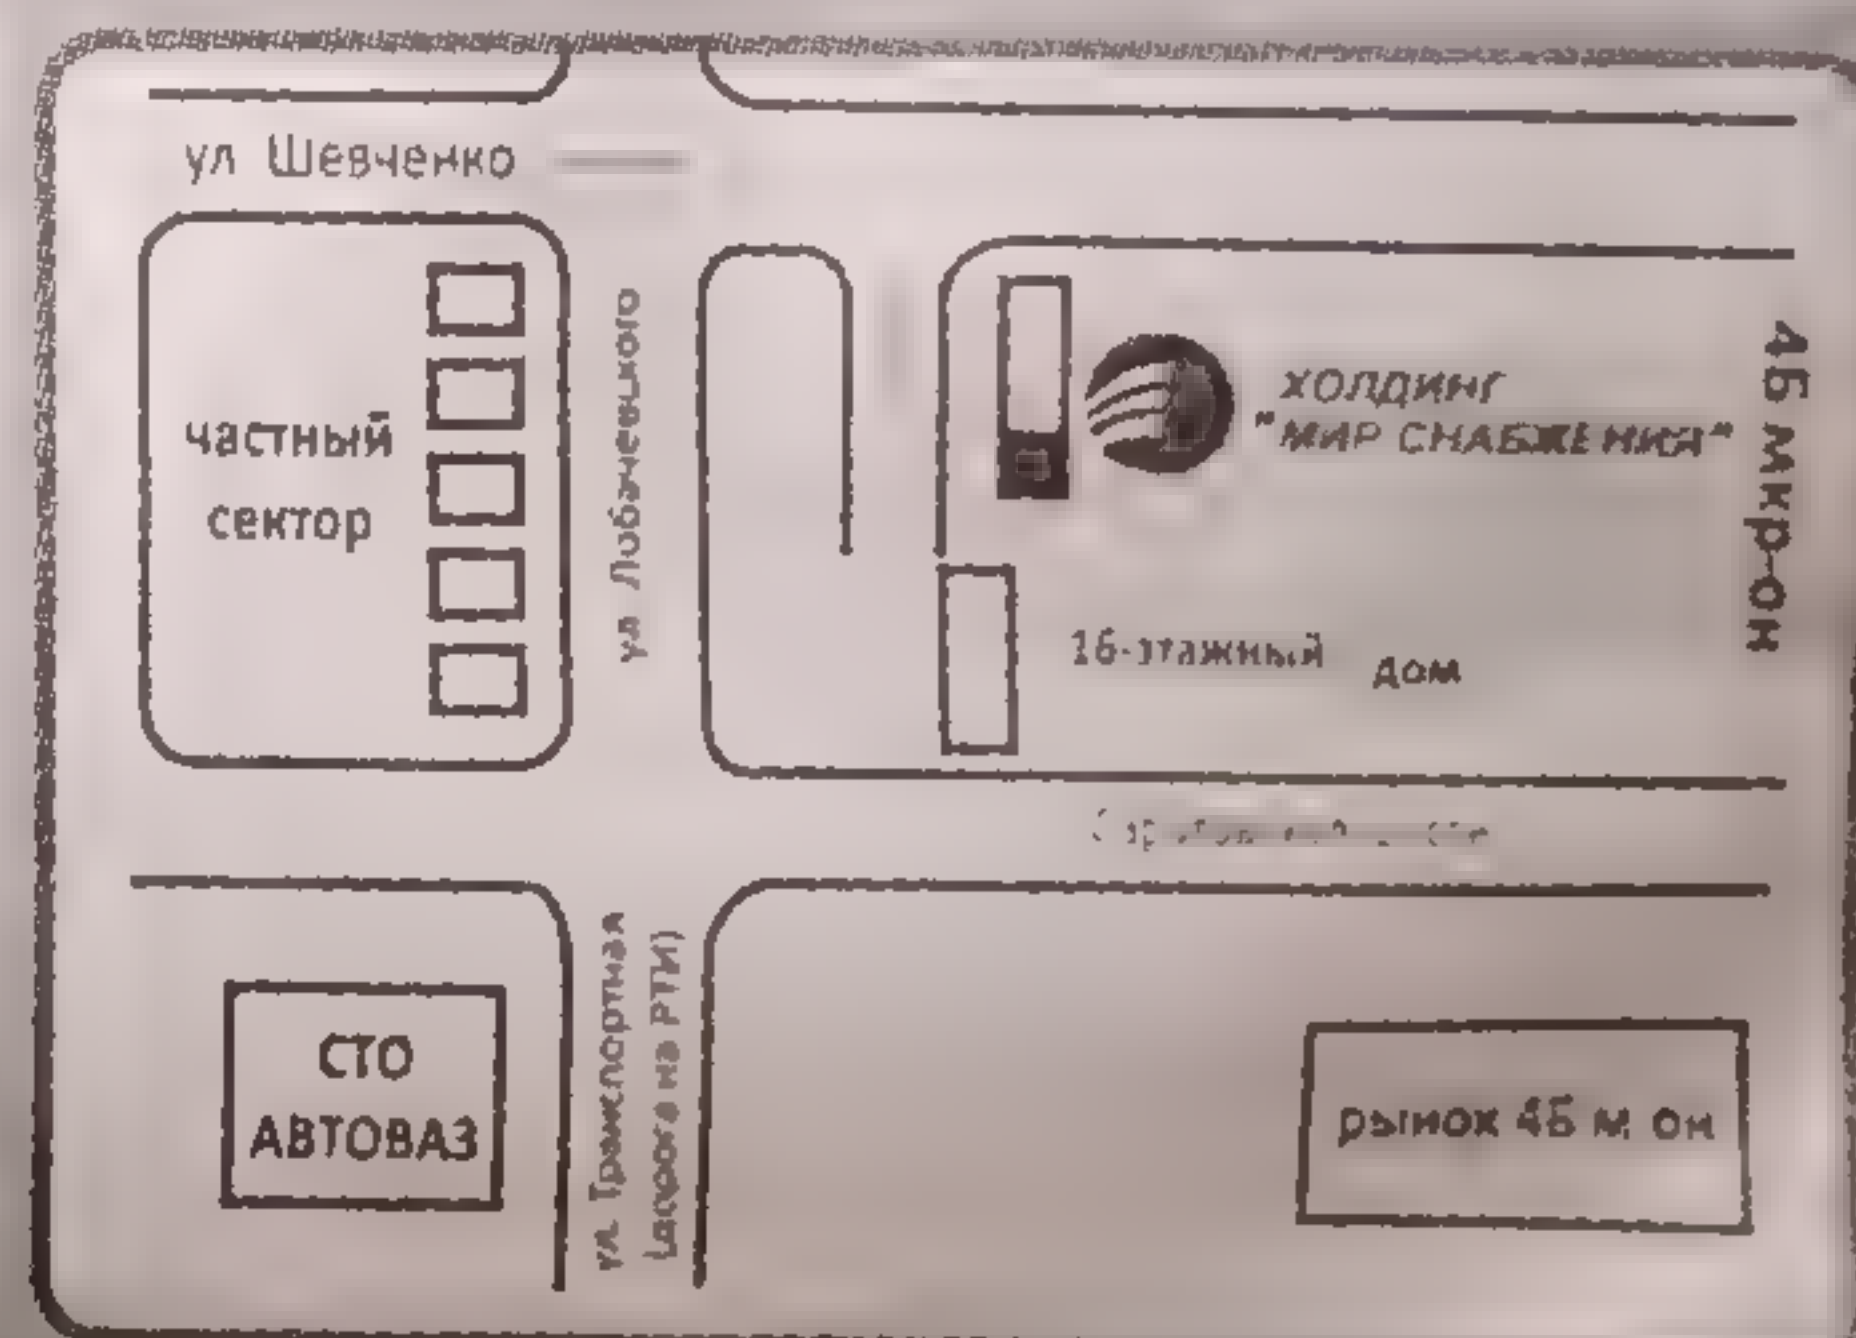 ул Шевченко
частный
сектор
ул Лобачевского
ХОЛДИНГ
"МИР СНАБЖЕНИЯ"
4Б мкр-он
16-этажный дом
СТО
АВТОВАЗ
ул Транспортная
(дорога на РТИ)
рынок 4Б м он